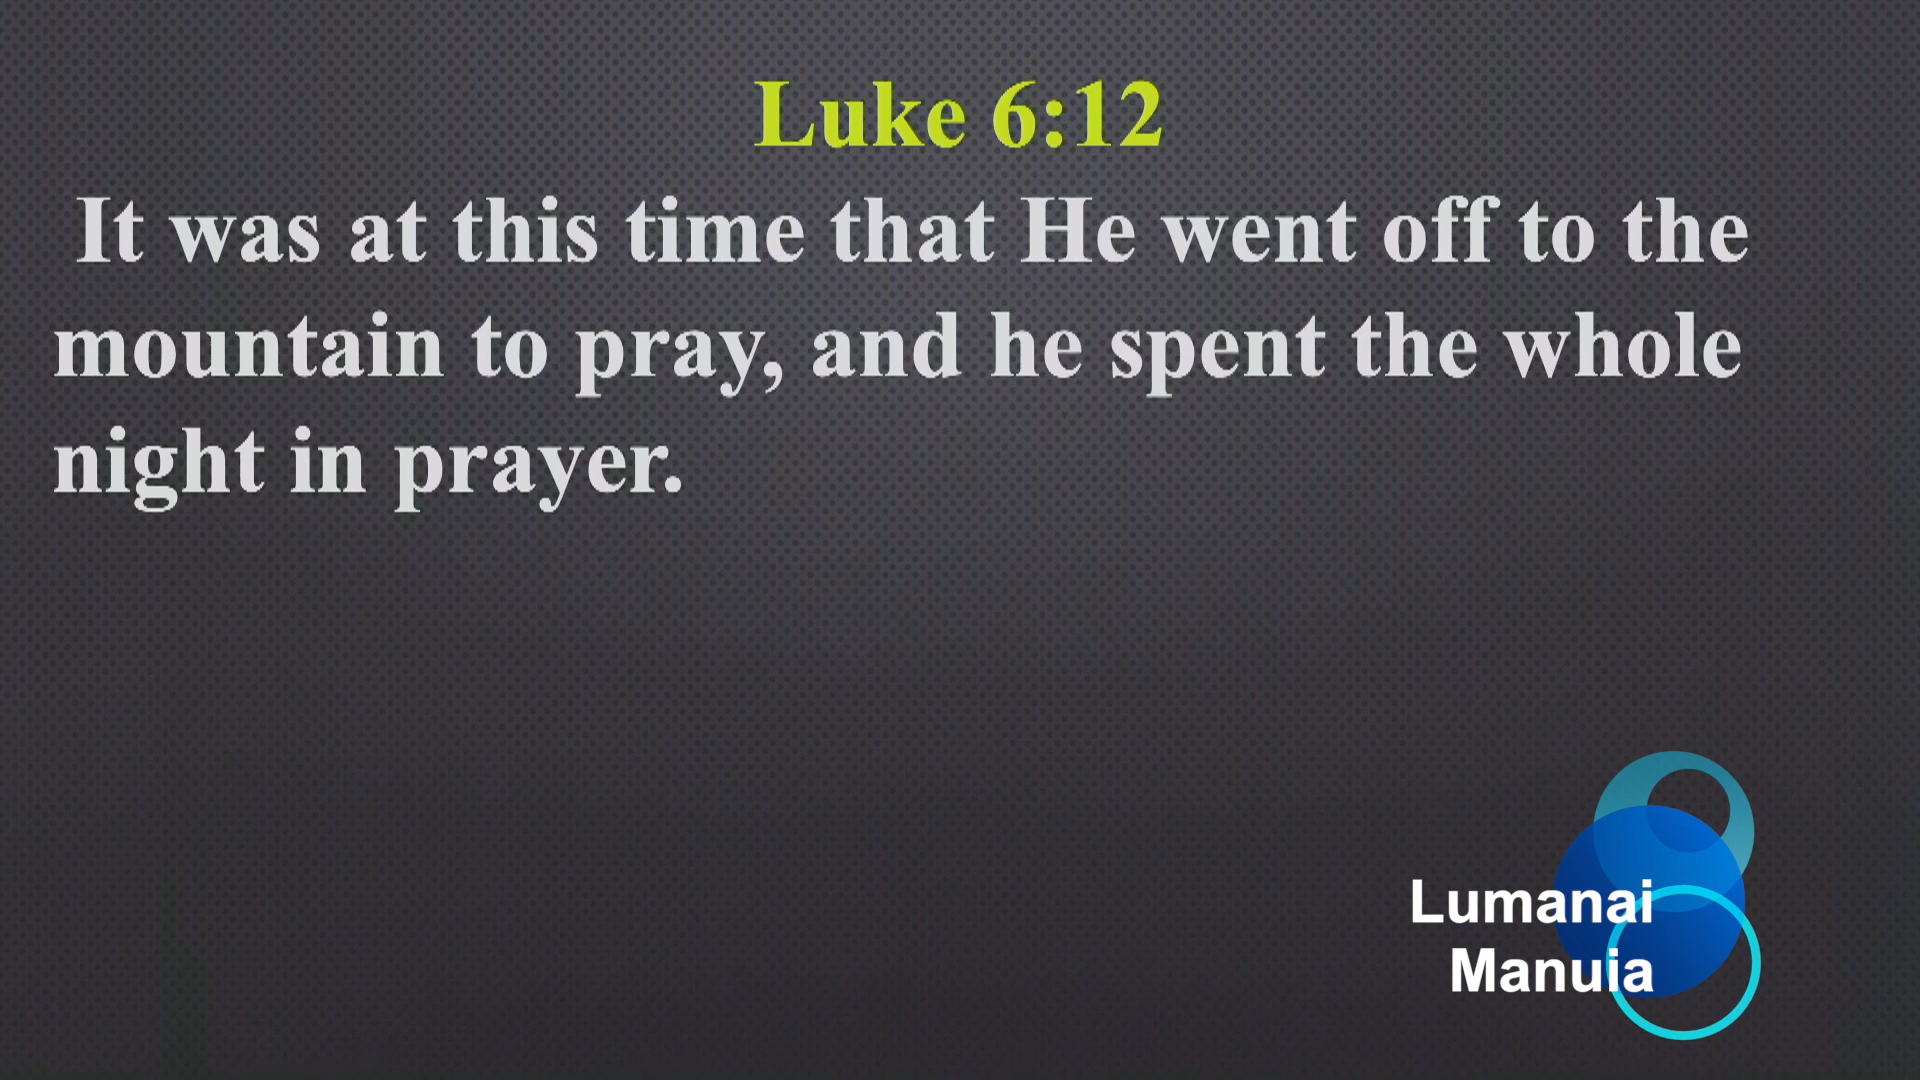 Luke 6:12
It was at this time that He went off to the
mountain to pray, and he spent the whole
night in prayer.
Lumanai
Manuia